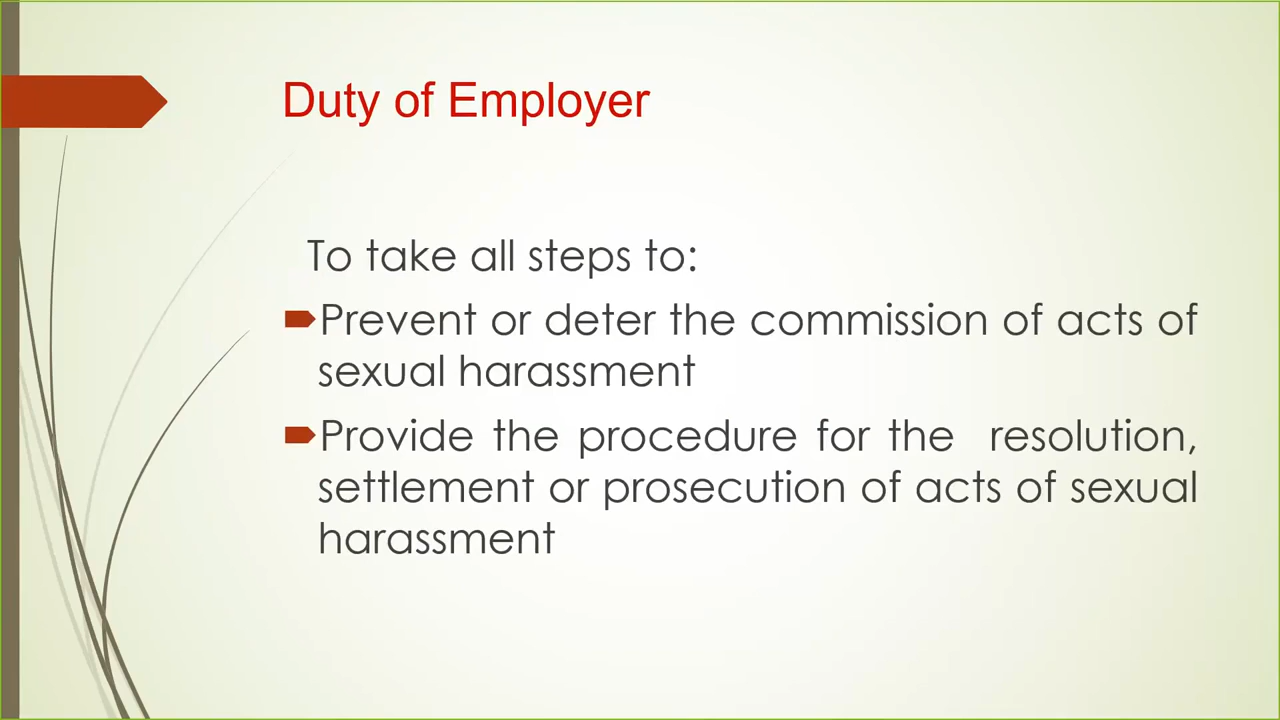 Duty of Employer
To take all steps to:
Prevent or deter the commission of acts of
sexual harassment
Provide the procedure for the resolution,
settlement or prosecution of acts of sexual
harassment